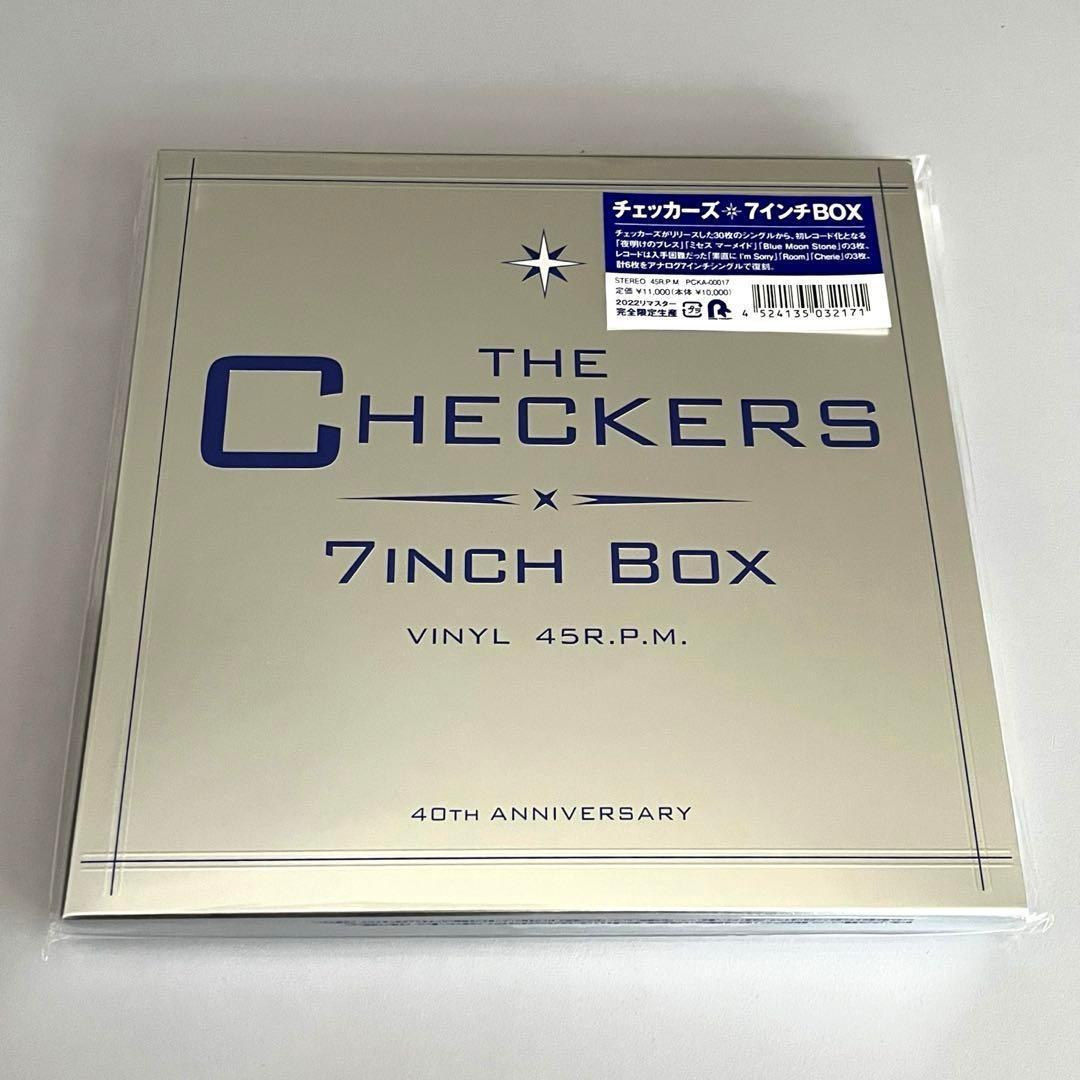 チェッカーズ 7インチBOX
チェッカーズがリリースした30枚のシングルから、初レコード化となる
「夜明けのブレス」「ミセス マーメイド」「Blue Moon Stone」の3枚、
レコードは入手困難だった「素直に I'm Sorry」「Room」「Cherie」の3枚、
計6枚をアナログ7インチシングルで復刻。
STEREO 45R.P.M PCKA-00017
定価 ¥11,000(本体 ¥10,000)
2022リマスター
完全限定生産
4 524135 032171
THE
CHECKERS
7INCH BOX
VINYL 45R.P.M.
40TH ANNIVERSARY